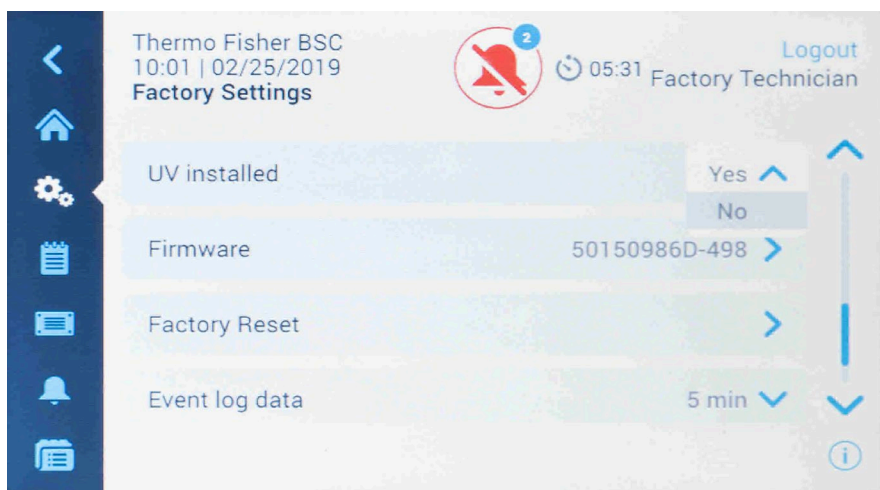 Thermo Fisher BSC
10:01 | 02/25/2019
Factory Settings
2
05:31
Logout
Factory Technician
UV installed
Yes
No
Firmware
50150986D-498
Factory Reset
Event log data
5 min
i